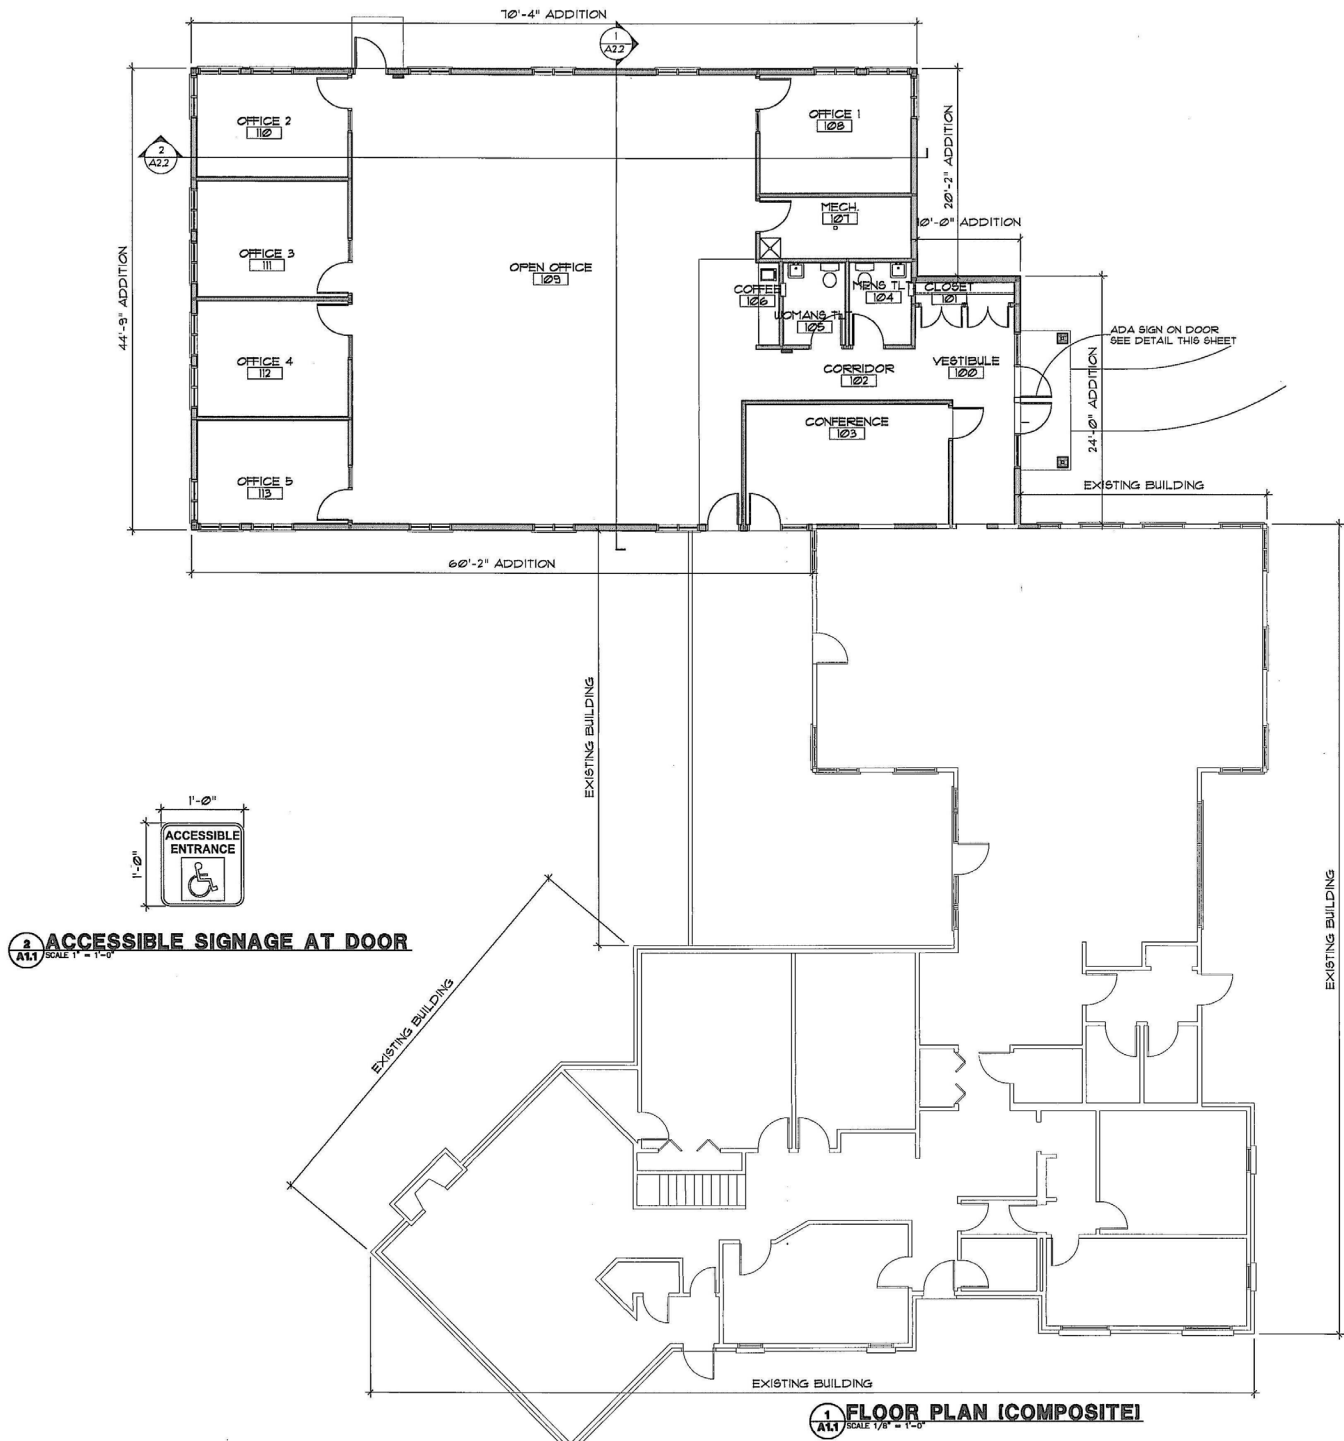 70'-4" ADDITION
1
A2.2
OFFICE 2
110
OFFICE 1
108
2
A2.2
20'-2" ADDITION
MECH.
107
10'-0" ADDITION
44'-9" ADDITION
OFFICE 3
111
OPEN OFFICE
109
COFFEE
106
MENS TLT.
104
CLOSET
101
WOMANS TLT.
105
ADA SIGN ON DOOR
SEE DETAIL THIS SHEET
OFFICE 4
112
CORRIDOR
102
VESTIBULE
100
24'-0" ADDITION
CONFERENCE
103
OFFICE 5
113
EXISTING BUILDING
60'-2" ADDITION
EXISTING BUILDING
1'-0"
1'-0"
ACCESSIBLE
ENTRANCE
EXISTING BUILDING
2
A1.1
ACCESSIBLE SIGNAGE AT DOOR
SCALE 1" = 1'-0"
EXISTING BUILDING
EXISTING BUILDING
1
A1.1
FLOOR PLAN (COMPOSITE)
SCALE 1/8" = 1'-0"